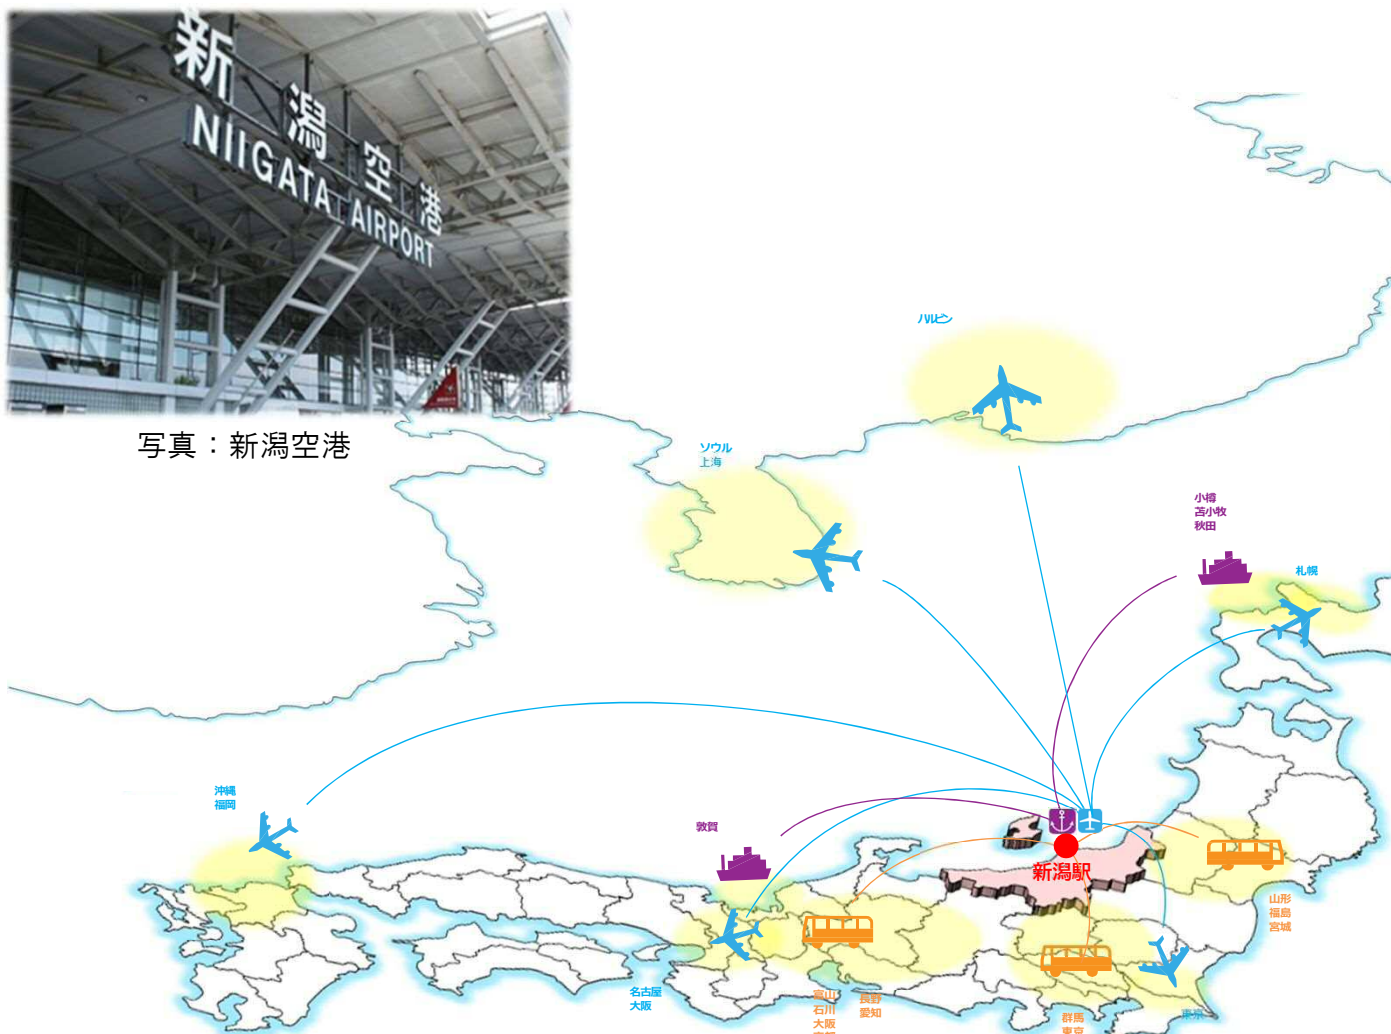 新潟空港
NIIGATA AIRPORT
写真：新潟空港
ハルビン
ソウル
上海
小樽
苫小牧
秋田
札幌
沖縄
福岡
敦賀
新潟駅
山形
福島
宮城
名古屋
大阪
富山
石川
大阪
長野
愛知
群馬
東京
東京